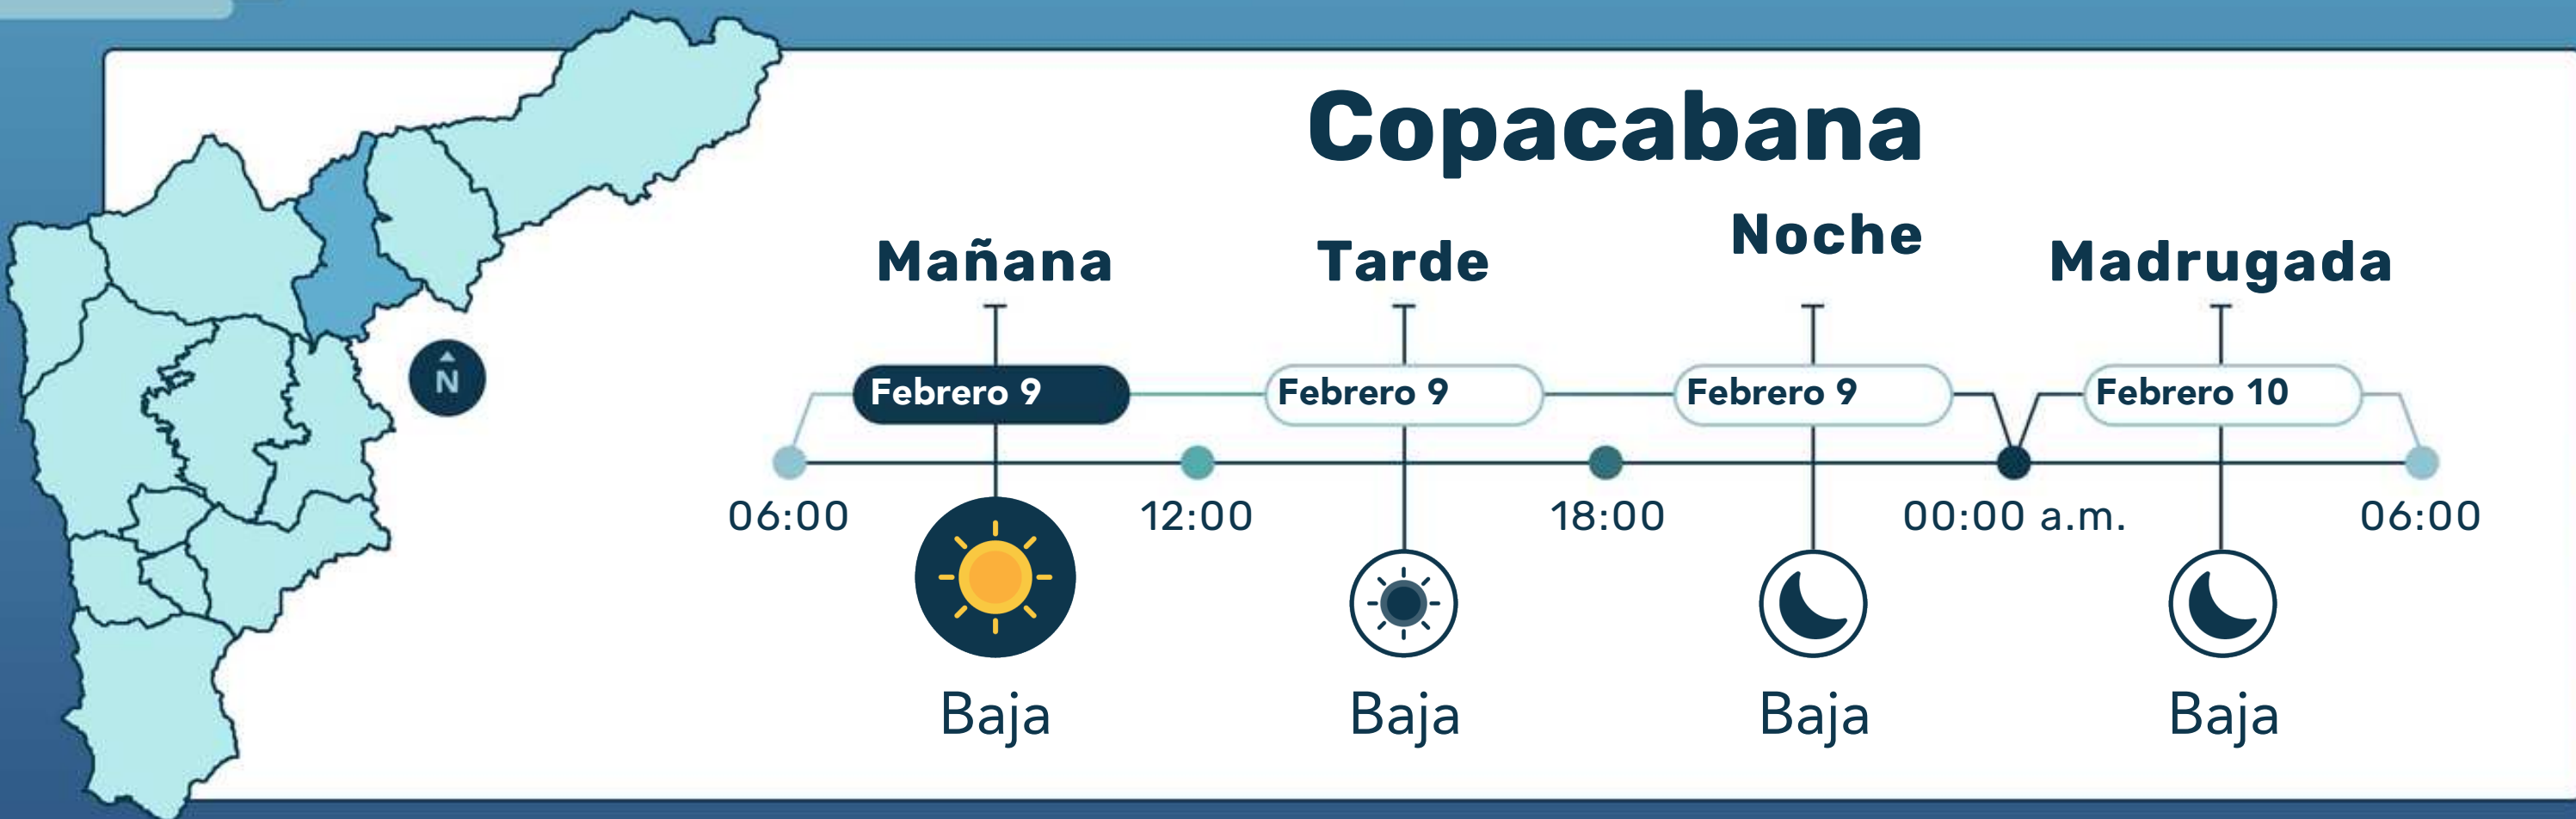 Copacabana
Mañana
Tarde
Noche
Madrugada
Febrero 9
Febrero 9
Febrero 9
Febrero 10
N
06:00
12:00
18:00
00:00 a.m.
06:00
Baja
Baja
Baja
Baja